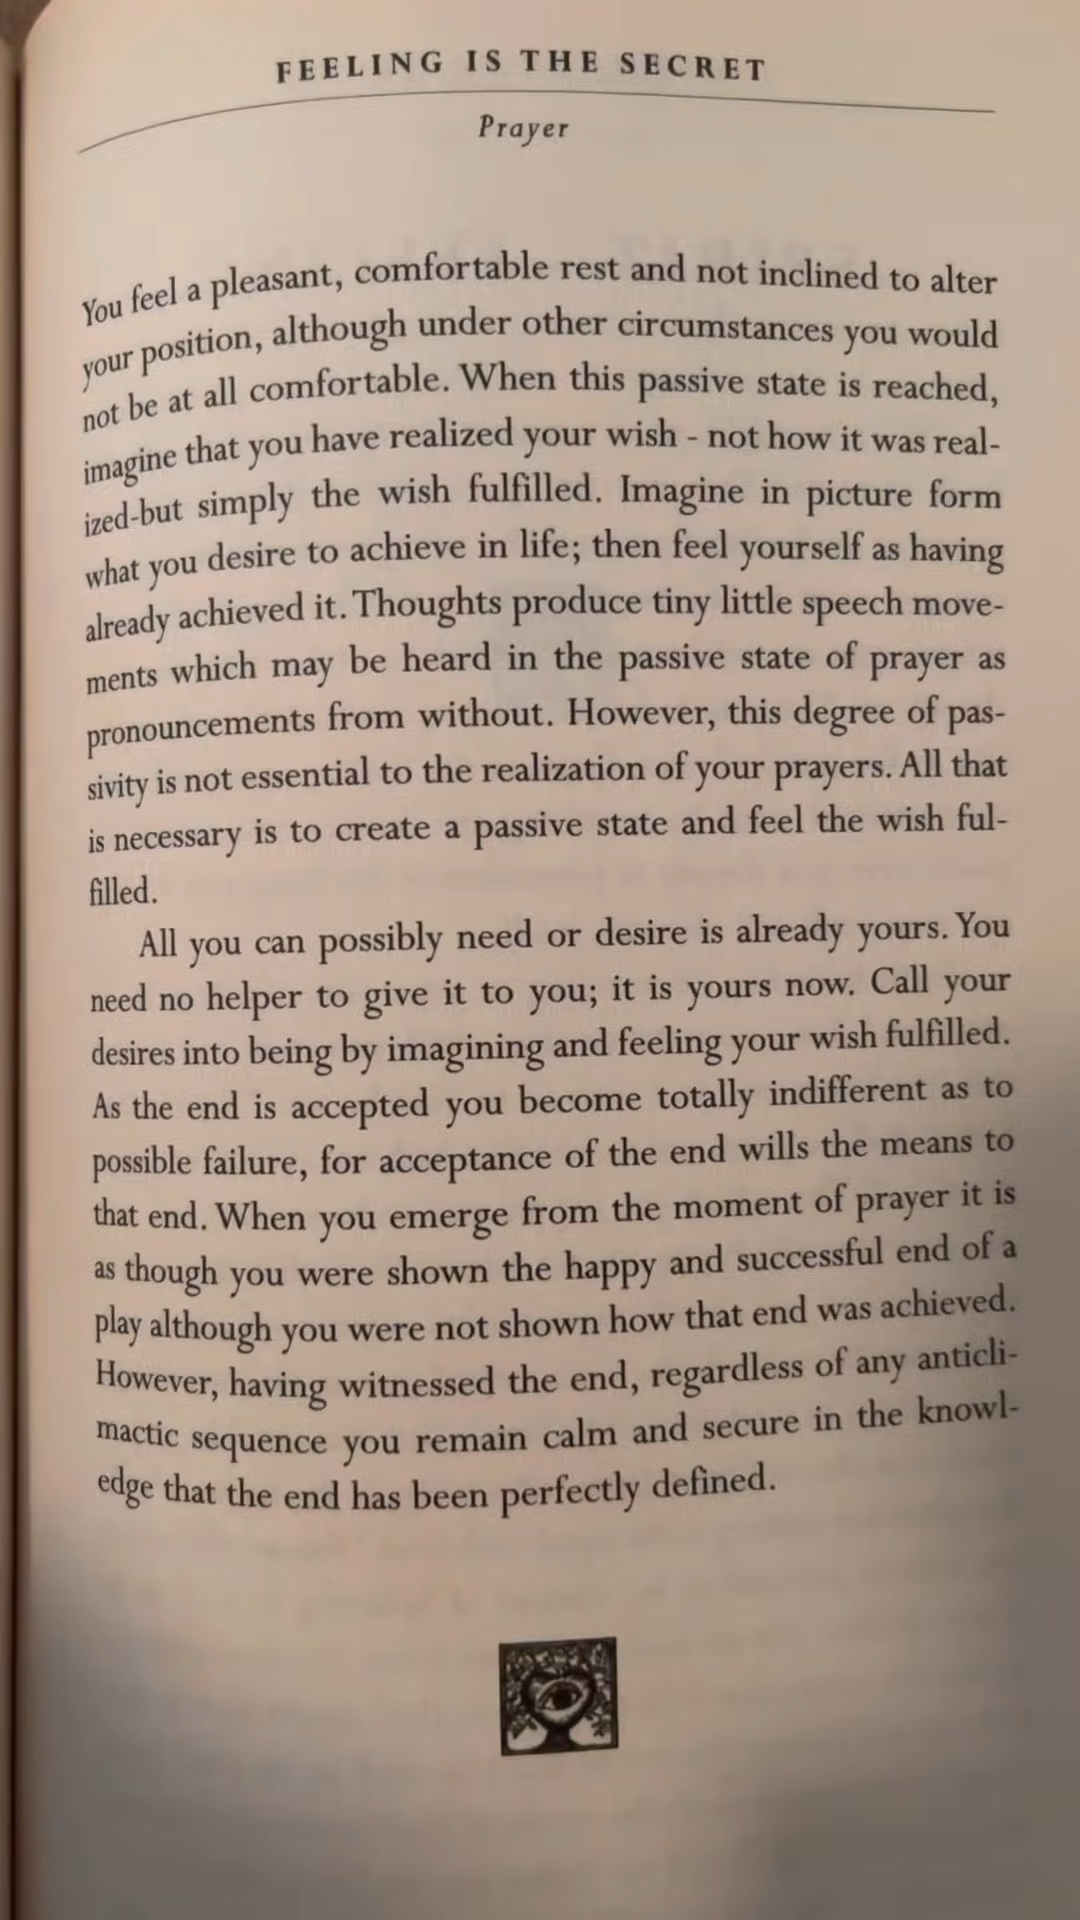 FEELING IS THE SECRET
Prayer
You feel a pleasant, comfortable rest and not inclined to alter
your position, although under other circumstances you would
not be at all comfortable. When this passive state is reached,
imagine that you have realized your wish - not how it was real-
ized-but simply the wish fulfilled. Imagine in picture form
what you desire to achieve in life; then feel yourself as having
already achieved it. Thoughts produce tiny little speech move-
ments which may be heard in the passive state of prayer as
pronouncements from without. However, this degree of pas-
sivity is not essential to the realization of your prayers. All that
is necessary is to create a passive state and feel the wish ful-
filled.
All you can possibly need or desire is already yours. You
need no helper to give it to you; it is yours now. Call your
desires into being by imagining and feeling your wish fulfilled.
As the end is accepted you become totally indifferent as to
possible failure, for acceptance of the end wills the means to
that end. When you emerge from the moment of prayer it is
as though you were shown the happy and successful end of a
play although you were not shown how that end was achieved.
However, having witnessed the end, regardless of any anticli-
mactic sequence you remain calm and secure in the knowl-
edge that the end has been perfectly defined.